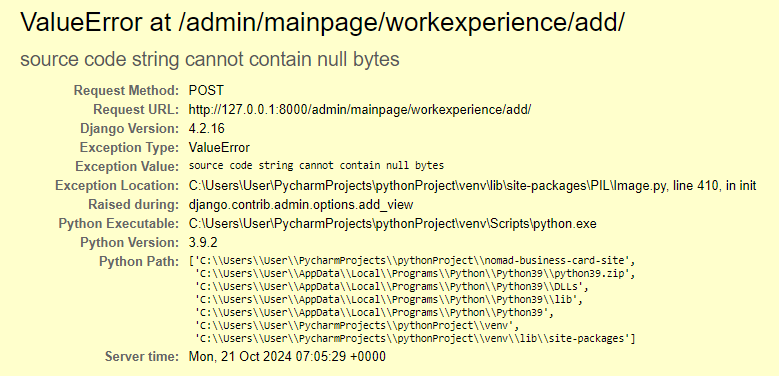 ValueError at /admin/mainpage/workexperience/add/
source code string cannot contain null bytes
Request Method: POST
Request URL: http://127.0.0.1:8000/admin/mainpage/workexperience/add/
Django Version: 4.2.16
Exception Type: ValueError
Exception Value: source code string cannot contain null bytes
Exception Location: C:\Users\User\PycharmProjects\pythonProject\venv\lib\site-packages\PIL\Image.py, line 410, in init
Raised during: django.contrib.admin.options.add_view
Python Executable: C:\Users\User\PycharmProjects\pythonProject\venv\Scripts\python.exe
Python Version: 3.9.2
Python Path: ['C:\\Users\\User\\PycharmProjects\\pythonProject\\nomad-business-card-site',
'C:\\Users\\User\\AppData\\Local\\Programs\\Python\\Python39\\python39.zip',
'C:\\Users\\User\\AppData\\Local\\Programs\\Python\\Python39\\DLLs',
'C:\\Users\\User\\AppData\\Local\\Programs\\Python\\Python39\\lib',
'C:\\Users\\User\\AppData\\Local\\Programs\\Python\\Python39',
'C:\\Users\\User\\PycharmProjects\\pythonProject\\venv',
'C:\\Users\\User\\PycharmProjects\\pythonProject\\venv\\lib\\site-packages']
Server time: Mon, 21 Oct 2024 07:05:29 +0000